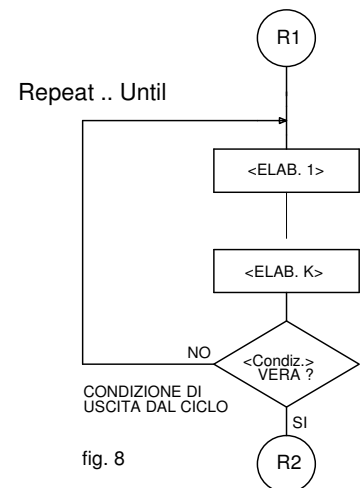 R1
Repeat .. Until
<ELAB. 1>
<ELAB. K>
<Condiz.>
VERA ?
NO
CONDIZIONE DI
USCITA DAL CICLO
SI
fig. 8
R2